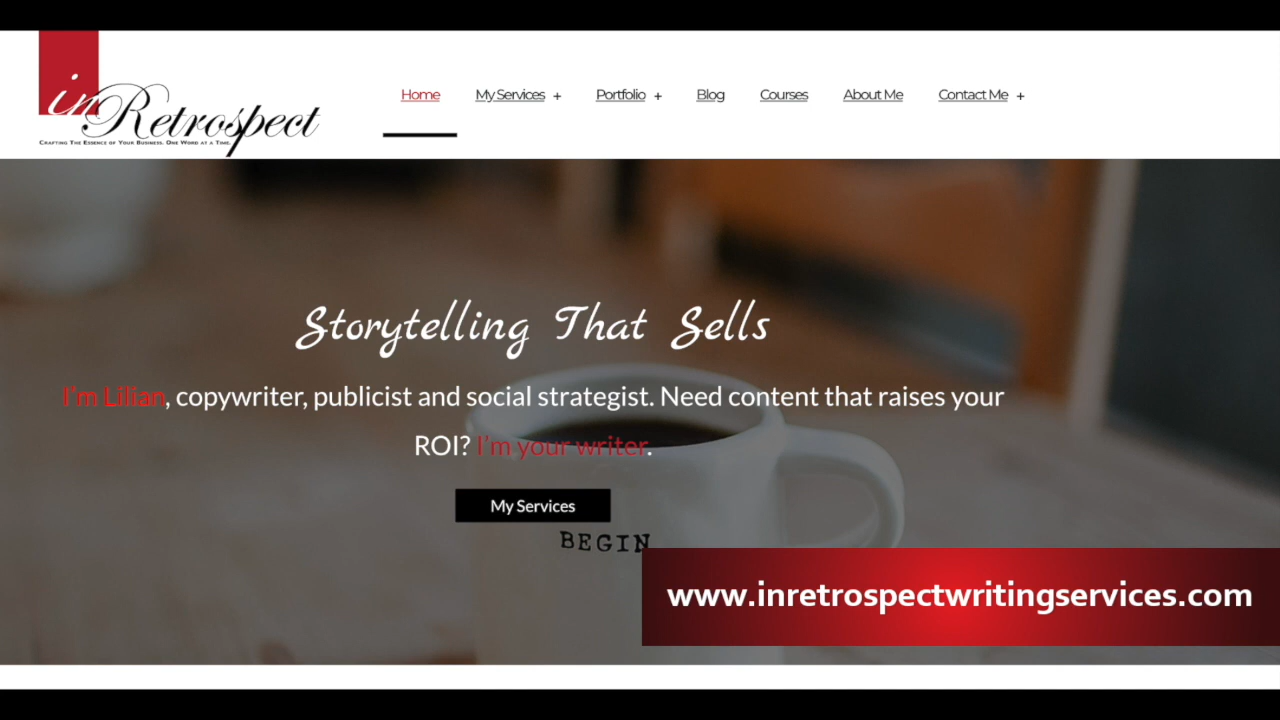 inRetrospect
Crafting The Essence of Your Business. One Word at a Time.
Home My Services + Portfolio + Blog Courses About Me Contact Me +
Storytelling That Sells
I'm Lilian, copywriter, publicist and social strategist. Need content that raises your
ROI? I'm your writer.
My Services
BEGIN
www.inretrospectwritingservices.com